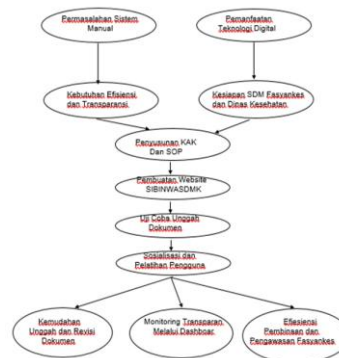 Permasalahan Sistem
Manual
Pemanfaatan
Teknologi Digital
Kebutuhan Efisiensi
dan Transparansi
Kesiapan SDM Fasyankes
dan Dinas Kesehatan
Penyusunan KAK
Dan SOP
Pembuatan Website
SIBINWASDMK
Uji Coba Unggah
Dokumen
Sosialisasi dan
Pelatihan Pengguna
Kemudahan
Unggah dan Revisi
Dokumen
Monitoring Transparan
Melalui Dashboar
Efiesiensi
Pembinaan dan
Pengawasan Fasyankes